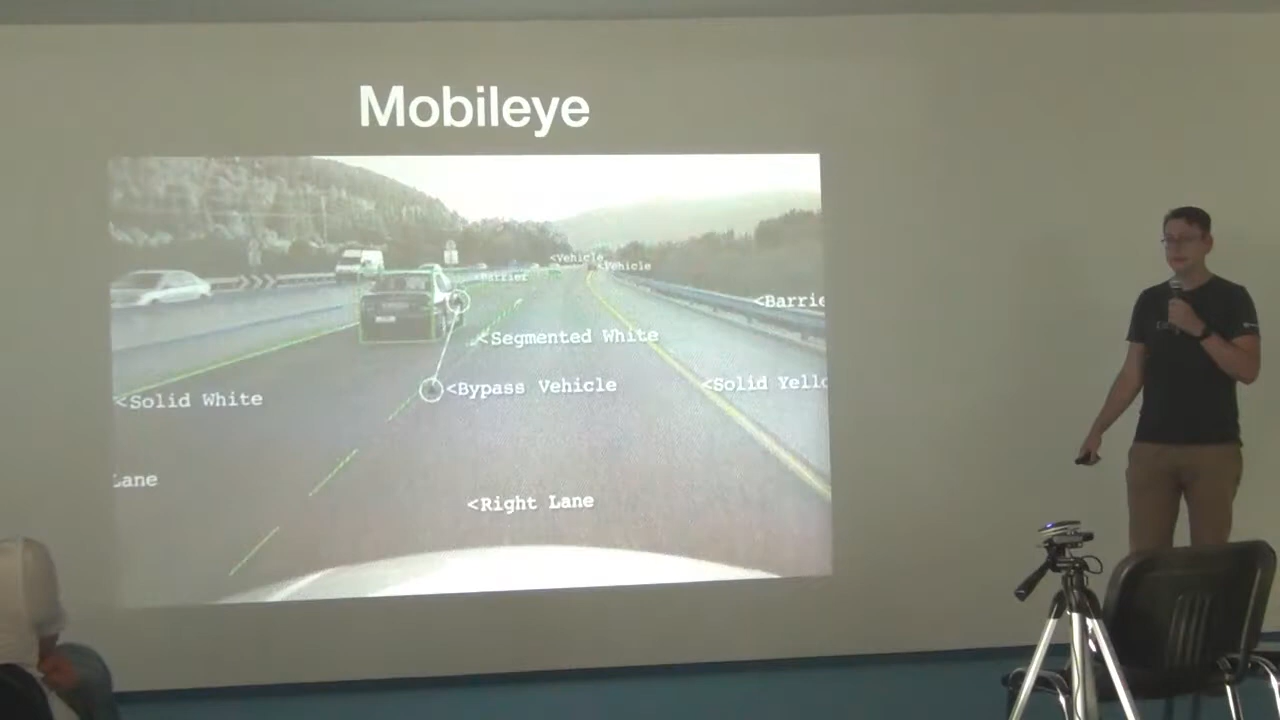 Mobileye
<Vehicle
<Vehicle
<Barrier
<Barrie
<Segmented White
<Bypass Vehicle
<Solid Yello
<Solid White
Lane
<Right Lane